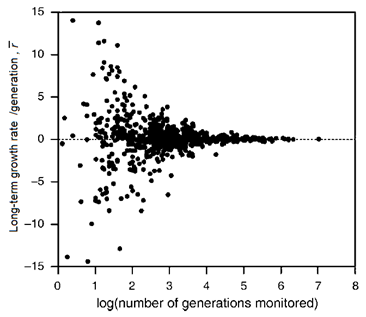 Long-term growth rate /generation , r̅
15
10
5
0
−5
−10
−15
0 1 2 3 4 5 6 7 8
log(number of generations monitored)